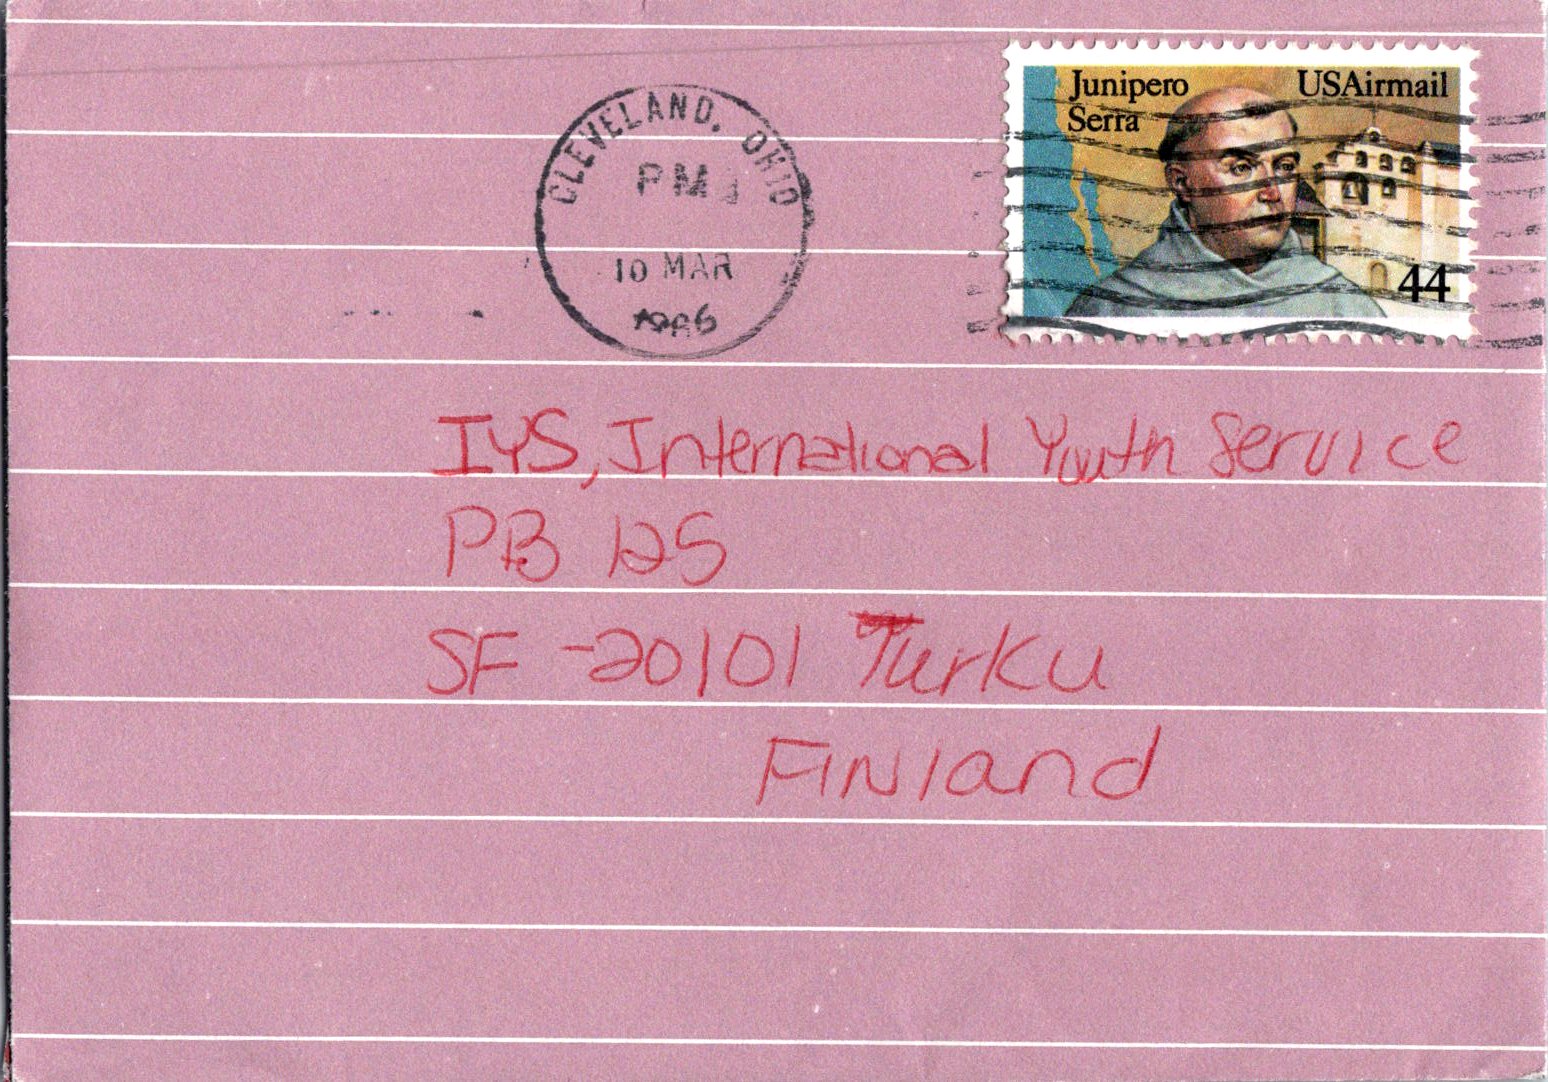 CLEVELAND, OHIO
PM
10 MAR
1986
Junipero
Serra
USAirmail
44
IYS, International Youth Service
PB 125
SF -20101 Turku
Finland